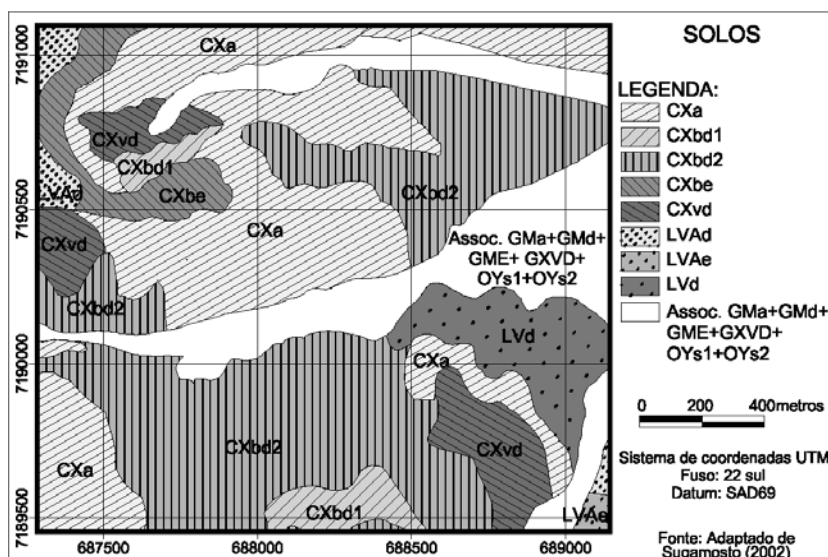 SOLOS
LEGENDA:
CXa
CXbd1
CXbd2
CXbe
CXvd
LVAd
LVAe
LVd
Assoc. GMa+GMd+
GME+GXVD+
OYs1+OYs2
0 200 400metros
Sistema de coordenadas UTM
Fuso: 22 sul
Datum: SAD69
Fonte: Adaptado de
Sugamosto (2002)
7191000
7190500
7190000
7189500
687500
688000
688500
689000
CXa
CXvd
CXbd1
LVAd
CXbe
CXbd2
CXvd
CXa
Assoc. GMa+GMd+
GME+ GXVD+
OYs1+OYs2
CXbd2
LVd
CXa
CXbd2
CXa
CXvd
CXbd1
LVAe